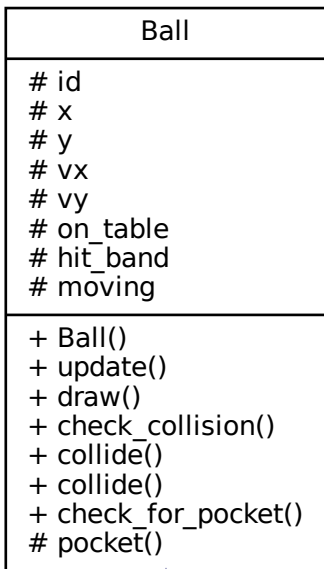 Ball
# id
# x
# y
# vx
# vy
# on_table
# hit_band
# moving
+ Ball()
+ update()
+ draw()
+ check_collision()
+ collide()
+ collide()
+ check_for_pocket()
# pocket()